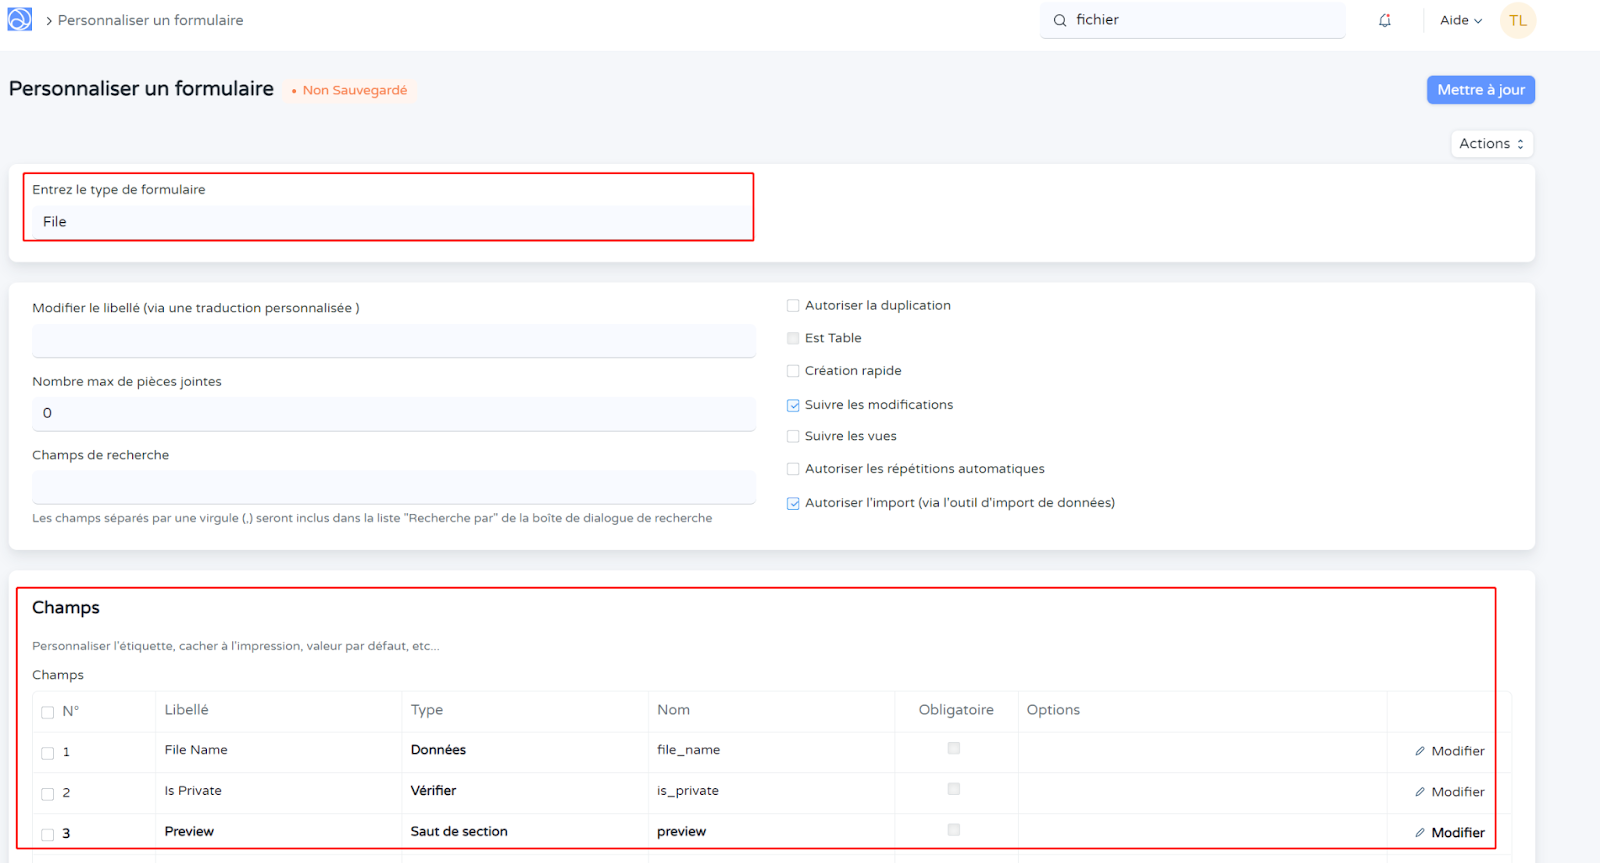 Personnaliser un formulaire
fichier
Aide
TL
Personnaliser un formulaire
Non Sauvegardé
Mettre à jour
Actions
Entrez le type de formulaire
File
Modifier le libellé (via une traduction personnalisée )
Nombre max de pièces jointes
0
Champs de recherche
Les champs séparés par une virgule (,) seront inclus dans la liste "Recherche par" de la boîte de dialogue de recherche
Autoriser la duplication
Est Table
Création rapide
Suivre les modifications
Suivre les vues
Autoriser les répétitions automatiques
Autoriser l'import (via l'outil d'import de données)
Champs
Personnaliser l'étiquette, cacher à l'impression, valeur par défaut, etc...
Champs
N° Libellé Type Nom Obligatoire Options
1 File Name Données file_name Modifier
2 Is Private Vérifier is_private Modifier
3 Preview Saut de section preview Modifier